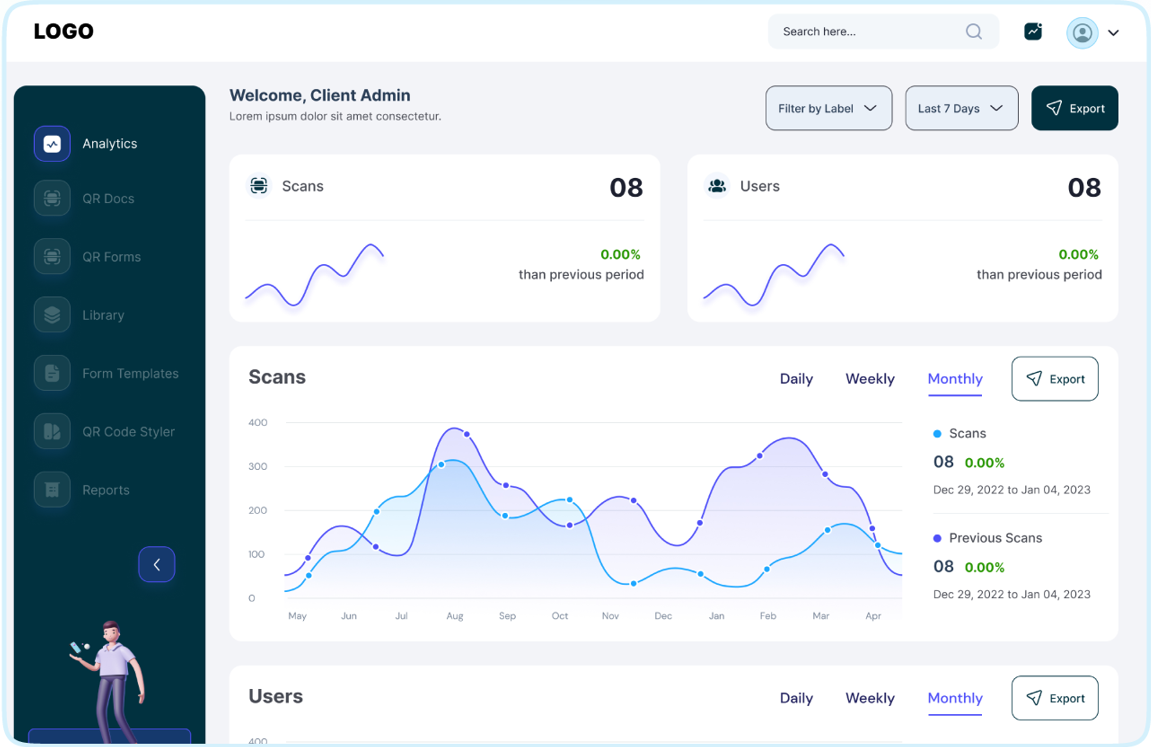 LOGO
Search here...
Analytics
QR Docs
QR Forms
Library
Form Templates
QR Code Styler
Reports
Welcome, Client Admin
Lorem ipsum dolor sit amet consectetur.
Filter by Label
Last 7 Days
Export
Scans
08
0.00%
than previous period
Users
08
0.00%
than previous period
Scans
Daily
Weekly
Monthly
Export
400
300
200
100
0
May Jun Jul Aug Sep Oct Nov Dec Jan Feb Mar Apr
Scans
08 0.00%
Dec 29, 2022 to Jan 04, 2023
Previous Scans
08 0.00%
Dec 29, 2022 to Jan 04, 2023
Users
Daily
Weekly
Monthly
Export
400